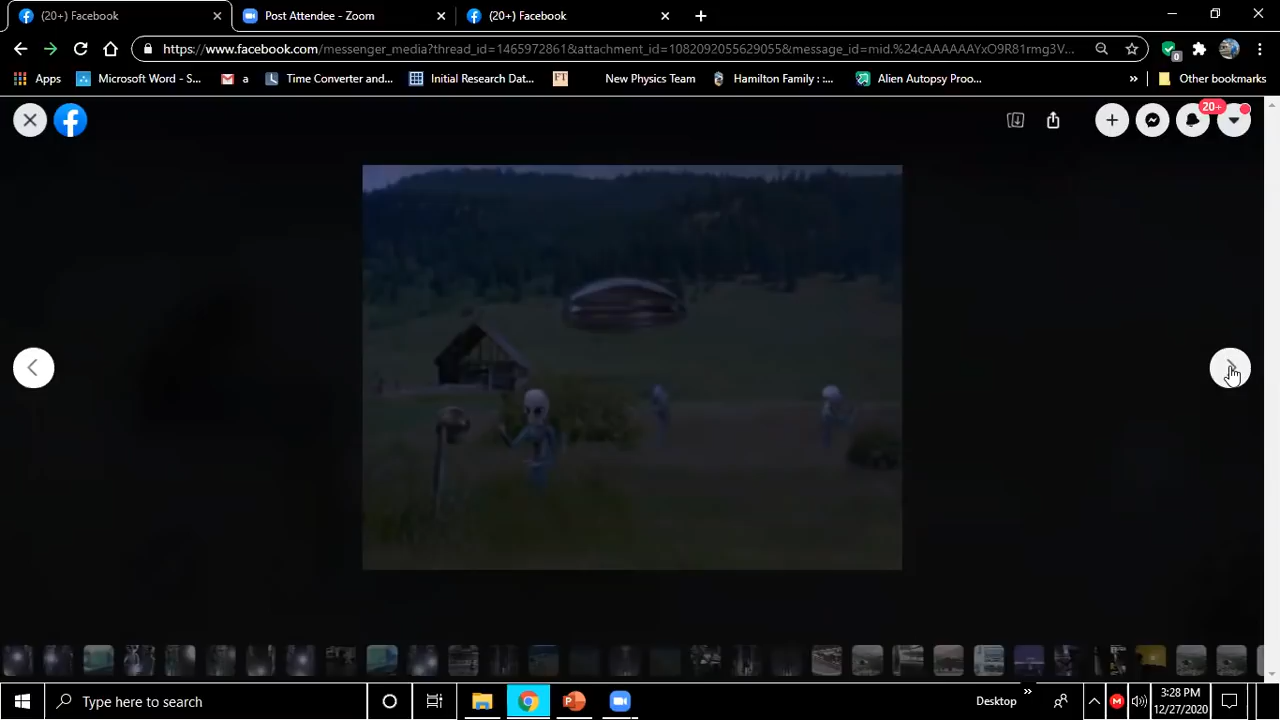 (20+) Facebook
Post Attendee - Zoom
(20+) Facebook
https://www.facebook.com/messenger_media?thread_id=1465972861&attachment_id=1082092055629055&message_id=mid.%24cAAAAAAYxO9R81rmg3V...
Apps
Microsoft Word - S...
a
Time Converter and...
Initial Research Dat...
FT
New Physics Team
Hamilton Family : :...
Alien Autopsy Proo...
»
Other bookmarks
20+
Type here to search
Desktop
»
3:28 PM
12/27/2020